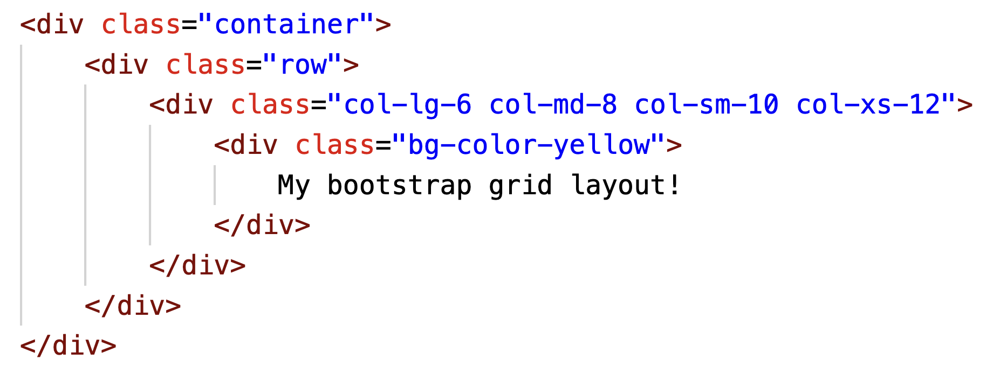 <div class="container">
    <div class="row">
        <div class="col-lg-6 col-md-8 col-sm-10 col-xs-12">
            <div class="bg-color-yellow">
                My bootstrap grid layout!
            </div>
        </div>
    </div>
</div>